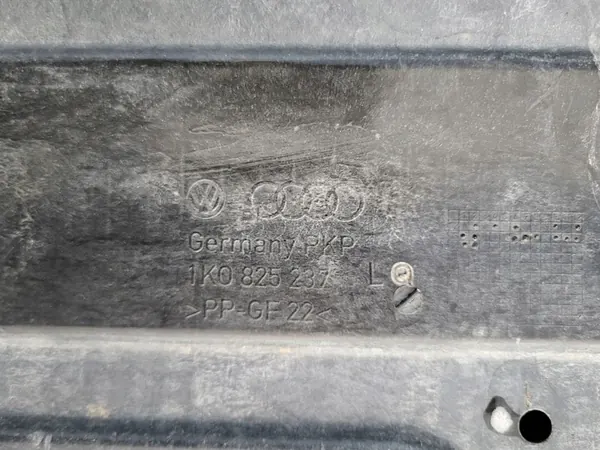 Germany PKP
1K0 825 237 L
>PP-GF 22<